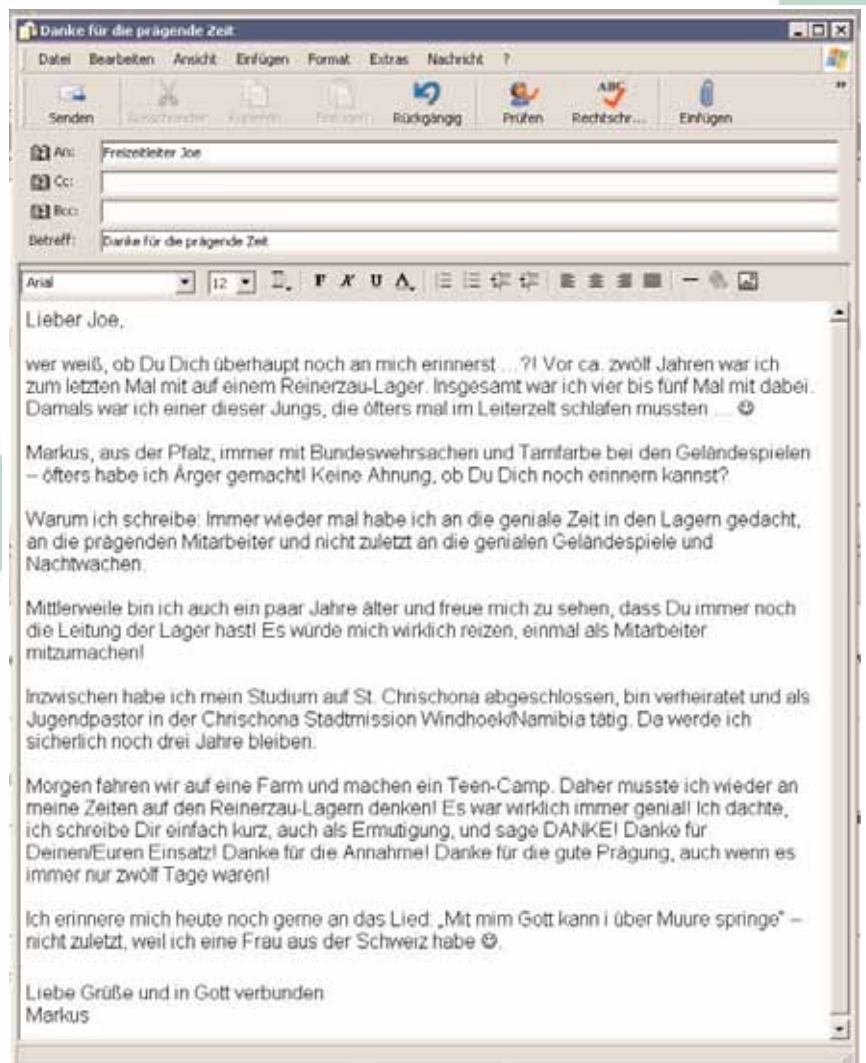 Danke für die prägende Zeit
Datei Bearbeiten Ansicht Einfügen Format Extras Nachricht ?
Senden Ausschneiden Kopieren Einfügen Rückgängig Prüfen Rechtschr... Einfügen
An: Freizeitleiter Joe
Cc:
Bcc:
Betreff: Danke für die prägende Zeit
Arial 12 F K U A
Lieber Joe,
wer weiß, ob Du Dich überhaupt noch an mich erinnerst ...?! Vor ca. zwölf Jahren war ich
zum letzten Mal mit auf einem Reinerzau-Lager. Insgesamt war ich vier bis fünf Mal mit dabei.
Damals war ich einer dieser Jungs, die öfters mal im Leiterzelt schlafen mussten ... ☺
Markus, aus der Pfalz, immer mit Bundeswehrsachen und Tarnfarbe bei den Geländespielen
– öfters habe ich Ärger gemacht! Keine Ahnung, ob Du Dich noch erinnern kannst?
Warum ich schreibe: Immer wieder mal habe ich an die geniale Zeit in den Lagern gedacht,
an die prägenden Mitarbeiter und nicht zuletzt an die genialen Geländespiele und
Nachtwachen.
Mittlerweile bin ich auch ein paar Jahre älter und freue mich zu sehen, dass Du immer noch
die Leitung der Lager hast! Es würde mich wirklich reizen, einmal als Mitarbeiter
mitzumachen!
Inzwischen habe ich mein Studium auf St. Chrischona abgeschlossen, bin verheiratet und als
Jugendpastor in der Chrischona Stadtmission Windhoek/Namibia tätig. Da werde ich
sicherlich noch drei Jahre bleiben.
Morgen fahren wir auf eine Farm und machen ein Teen-Camp. Daher musste ich wieder an
meine Zeiten auf den Reinerzau-Lagern denken! Es war wirklich immer genial! Ich dachte,
ich schreibe Dir einfach kurz, auch als Ermutigung, und sage DANKE! Danke für
Deinen/Euren Einsatz! Danke für die Annahme! Danke für die gute Prägung, auch wenn es
immer nur zwölf Tage waren!
Ich erinnere mich heute noch gerne an das Lied: „Mit mim Gott kann i über Muure springe“ –
nicht zuletzt, weil ich eine Frau aus der Schweiz habe ☺.
Liebe Grüße und in Gott verbunden
Markus